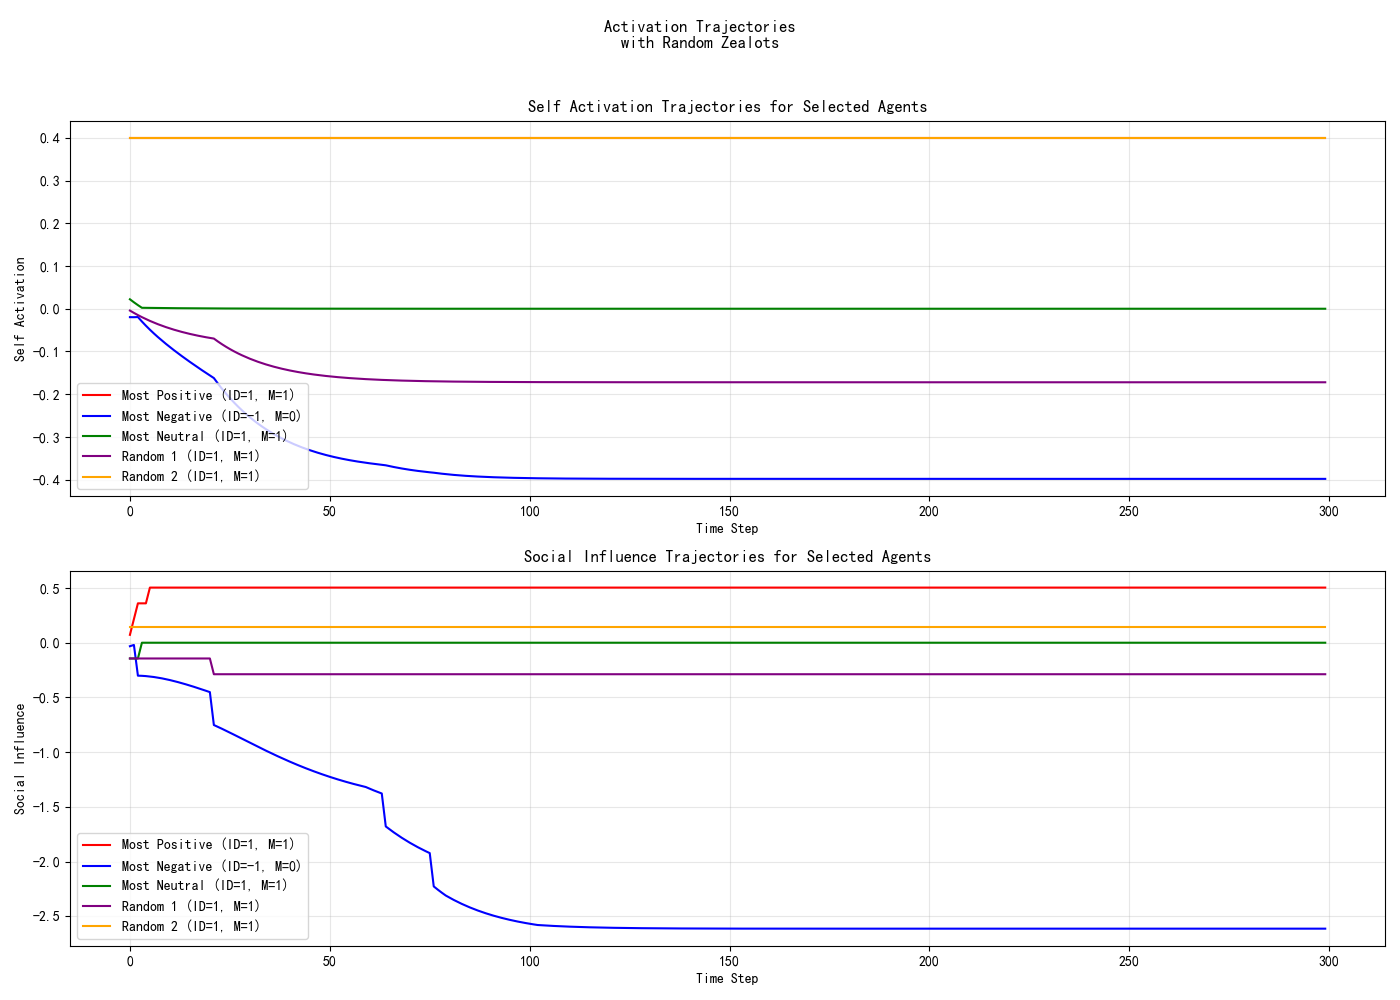 Activation Trajectories
with Random Zealots
Self Activation Trajectories for Selected Agents
Self Activation
0.4
0.3
0.2
0.1
0.0
−0.1
−0.2
−0.3
−0.4
Most Positive (ID=1, M=1)
Most Negative (ID=-1, M=0)
Most Neutral (ID=1, M=1)
Random 1 (ID=1, M=1)
Random 2 (ID=1, M=1)
0 50 100 150 200 250 300
Time Step
Social Influence Trajectories for Selected Agents
Social Influence
0.5
0.0
−0.5
−1.0
−1.5
−2.0
−2.5
Most Positive (ID=1, M=1)
Most Negative (ID=-1, M=0)
Most Neutral (ID=1, M=1)
Random 1 (ID=1, M=1)
Random 2 (ID=1, M=1)
0 50 100 150 200 250 300
Time Step